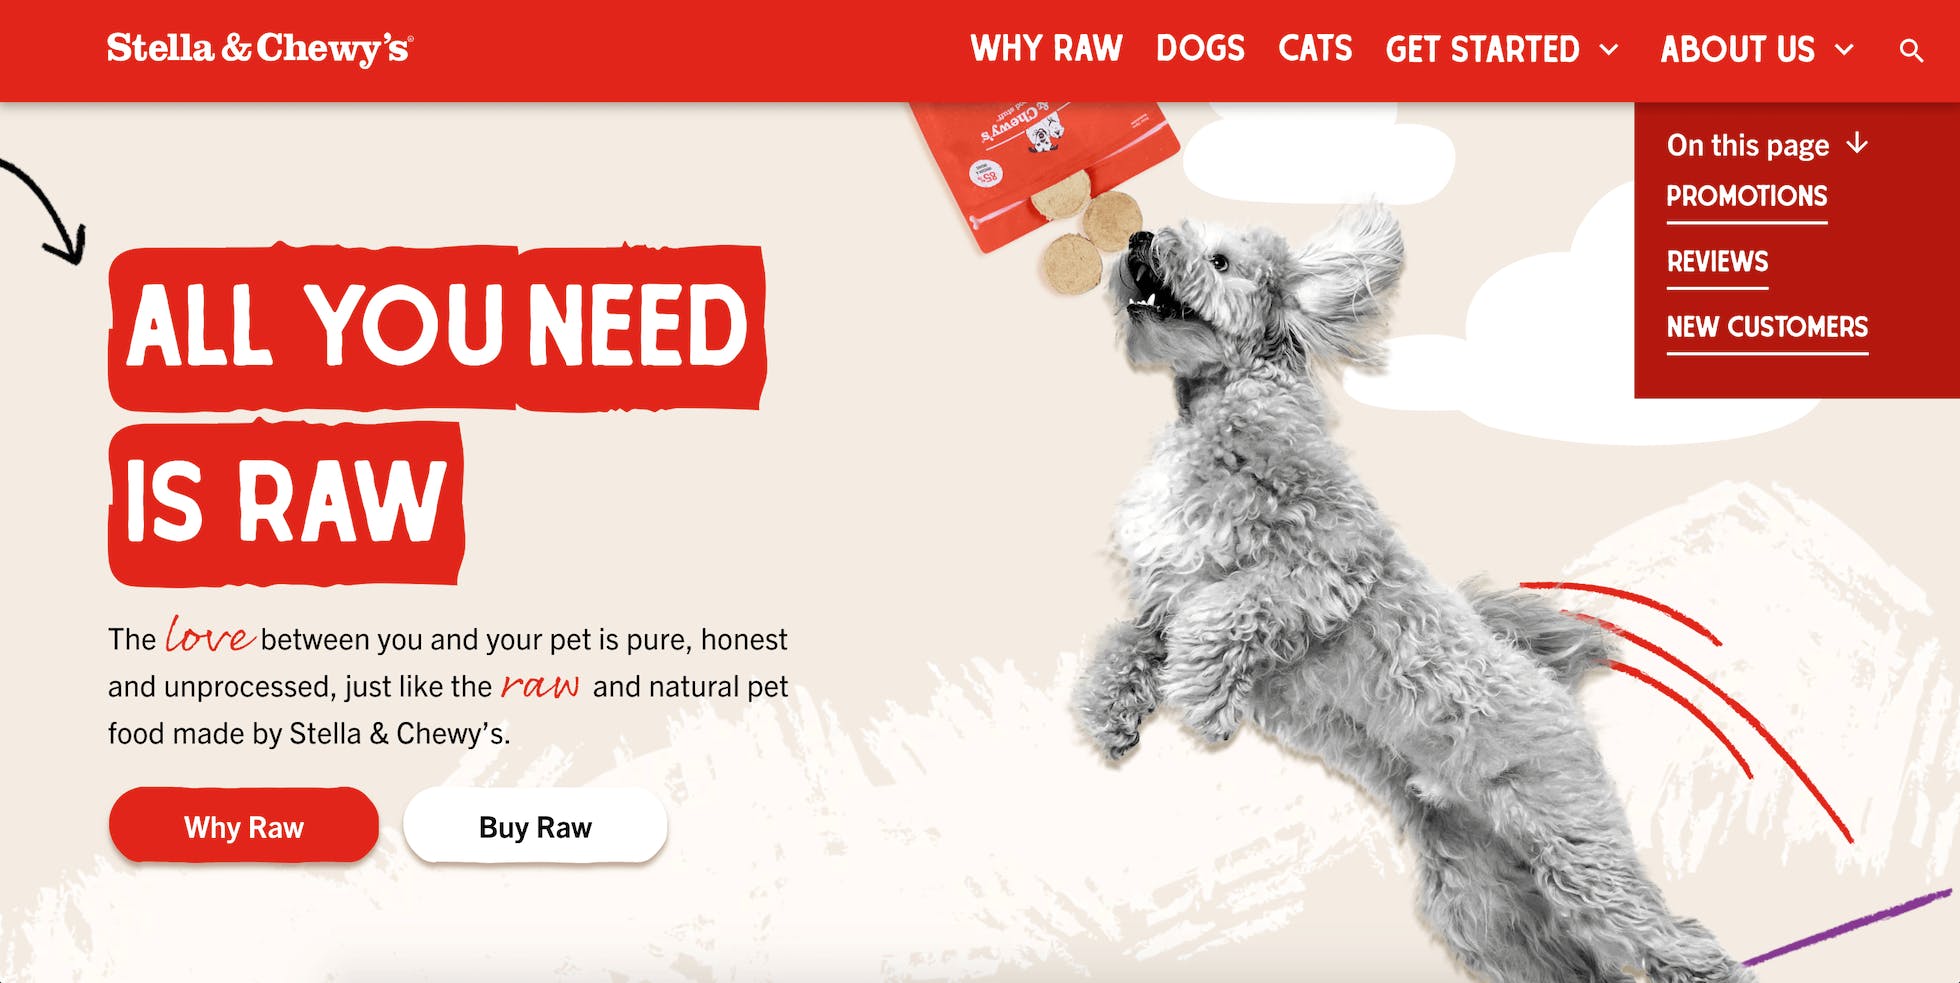 Stella & Chewy's®
WHY RAW
DOGS
CATS
GET STARTED
ABOUT US
On this page
PROMOTIONS
REVIEWS
NEW CUSTOMERS
& Chewy's
85%
ALL YOU NEED
IS RAW
The love between you and your pet is pure, honest
and unprocessed, just like the raw and natural pet
food made by Stella & Chewy's.
Why Raw
Buy Raw